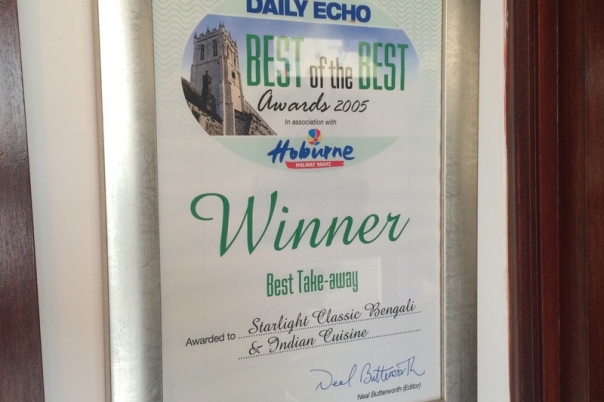 DAILY ECHO
BEST of the BEST
Awards 2005
In association with
Hoburne
HOLIDAY PARKS
Winner
Best Take-away
Awarded to Starlight Classic Bengali
& Indian Cuisine
Neal Butterworth
Neal Butterworth (Editor)